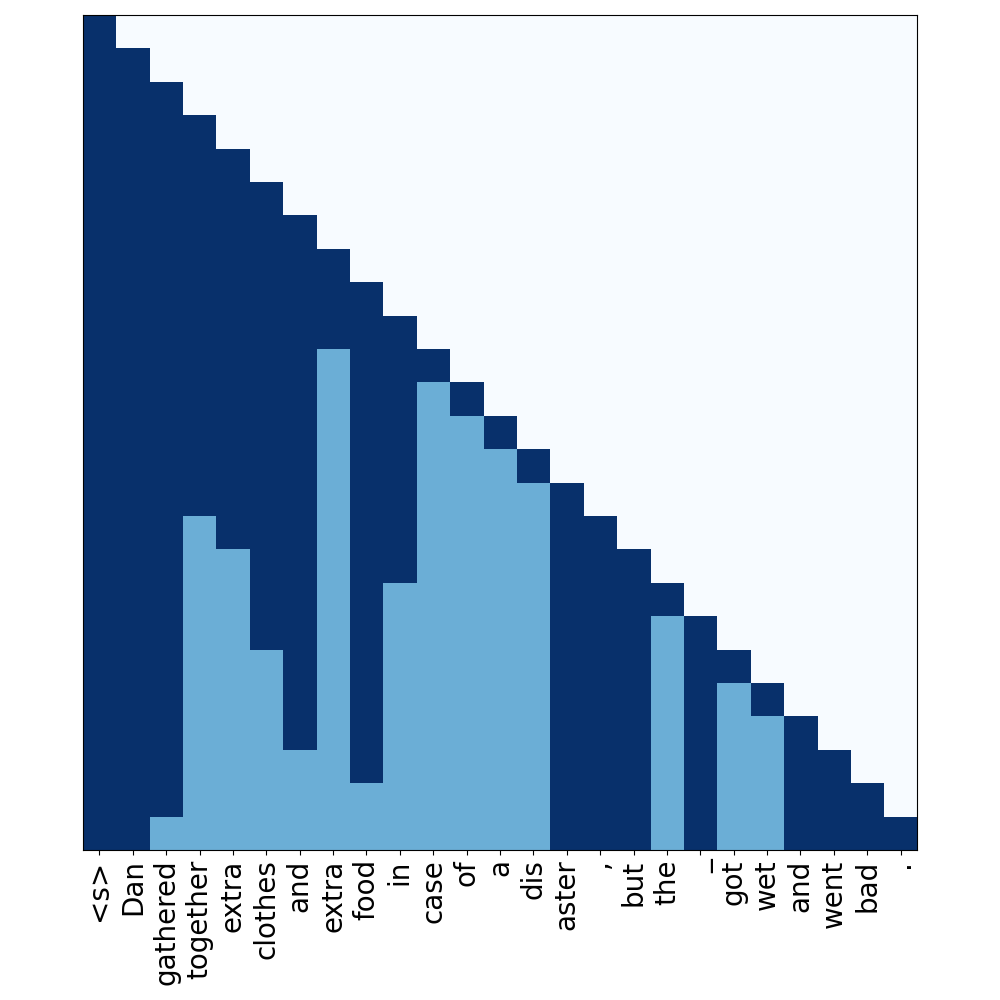 <s>
Dan
gathered
together
extra
clothes
and
extra
food
in
case
of
a
dis
aster
,
but
the
_
got
wet
and
went
bad
.